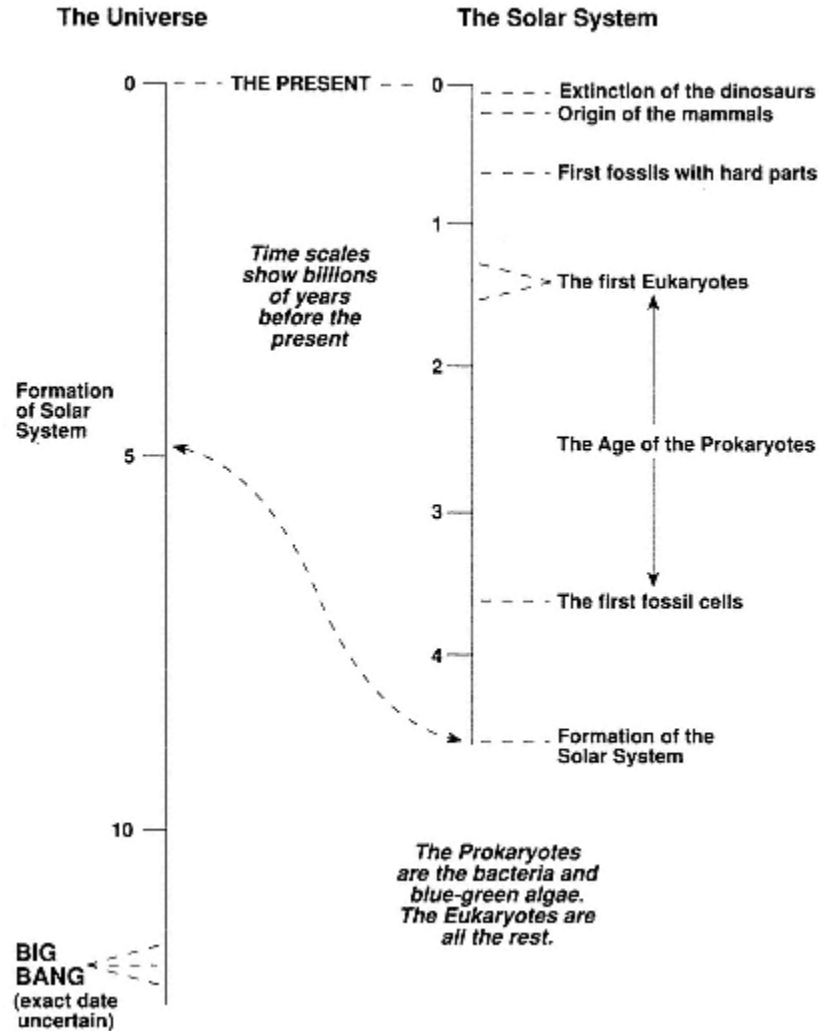 The Universe
The Solar System
0
THE PRESENT
0
Extinction of the dinosaurs
Origin of the mammals
First fossils with hard parts
1
Time scales
show billions
of years
before the
present
The first Eukaryotes
2
Formation
of Solar
System
5
The Age of the Prokaryotes
3
The first fossil cells
4
Formation of the
Solar System
10
The Prokaryotes
are the bacteria and
blue-green algae.
The Eukaryotes are
all the rest.
BIG
BANG
(exact date
uncertain)